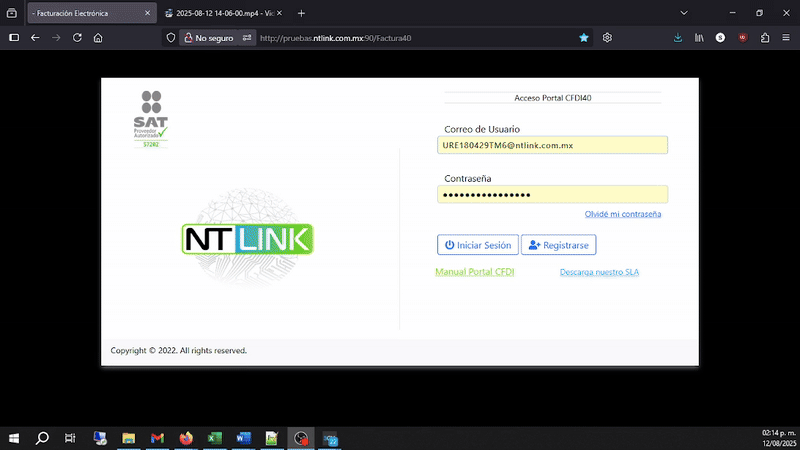 - Facturación Electrónica
2025-08-12 14-06-00.mp4 - Vi
No seguro
http://pruebas.ntlink.com.mx:90/Factura40
SAT
Proveedor
Autorizado
57202
NT LINK
Acceso Portal CFDI40
Correo de Usuario
URE180429TM6@ntlink.com.mx
Contraseña
••••••••••••••••
Olvidé mi contraseña
Iniciar Sesión
Registrarse
Manual Portal CFDI
Descarga nuestro SLA
Copyright © 2022. All rights reserved.
02:14 p. m.
12/08/2025